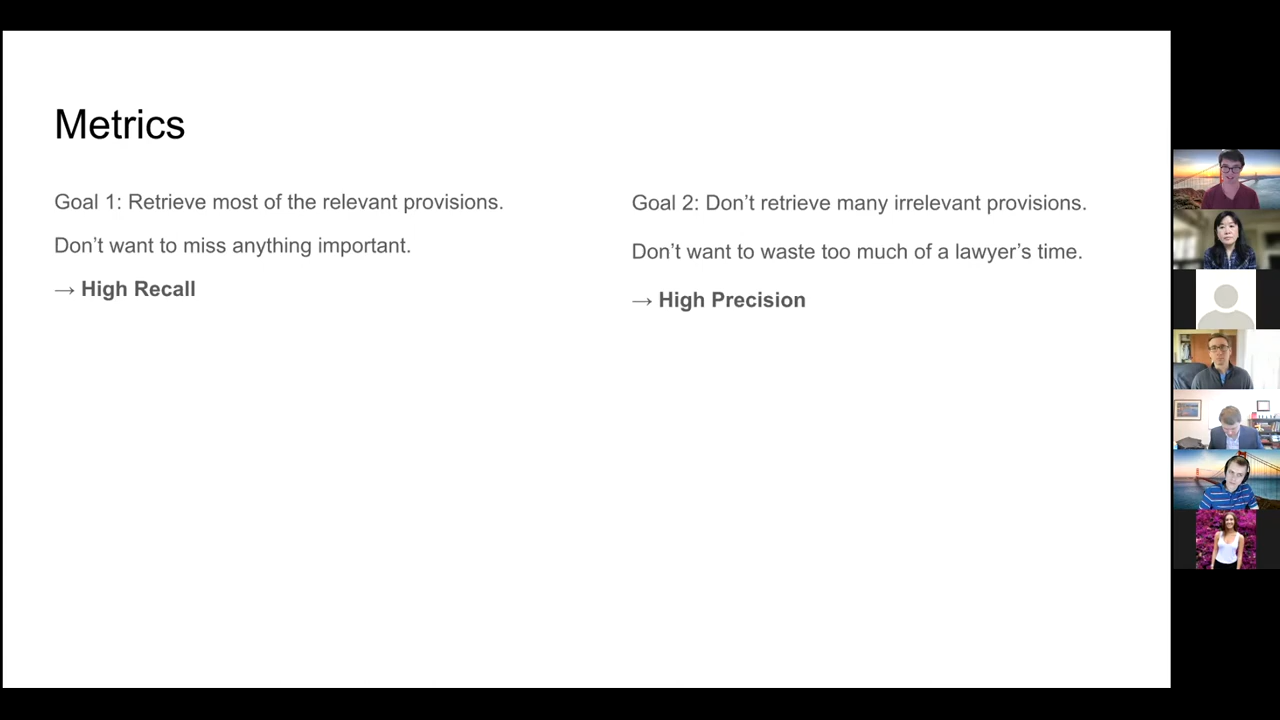 Metrics
Goal 1: Retrieve most of the relevant provisions.
Don’t want to miss anything important.
→ High Recall
Goal 2: Don’t retrieve many irrelevant provisions.
Don’t want to waste too much of a lawyer’s time.
→ High Precision